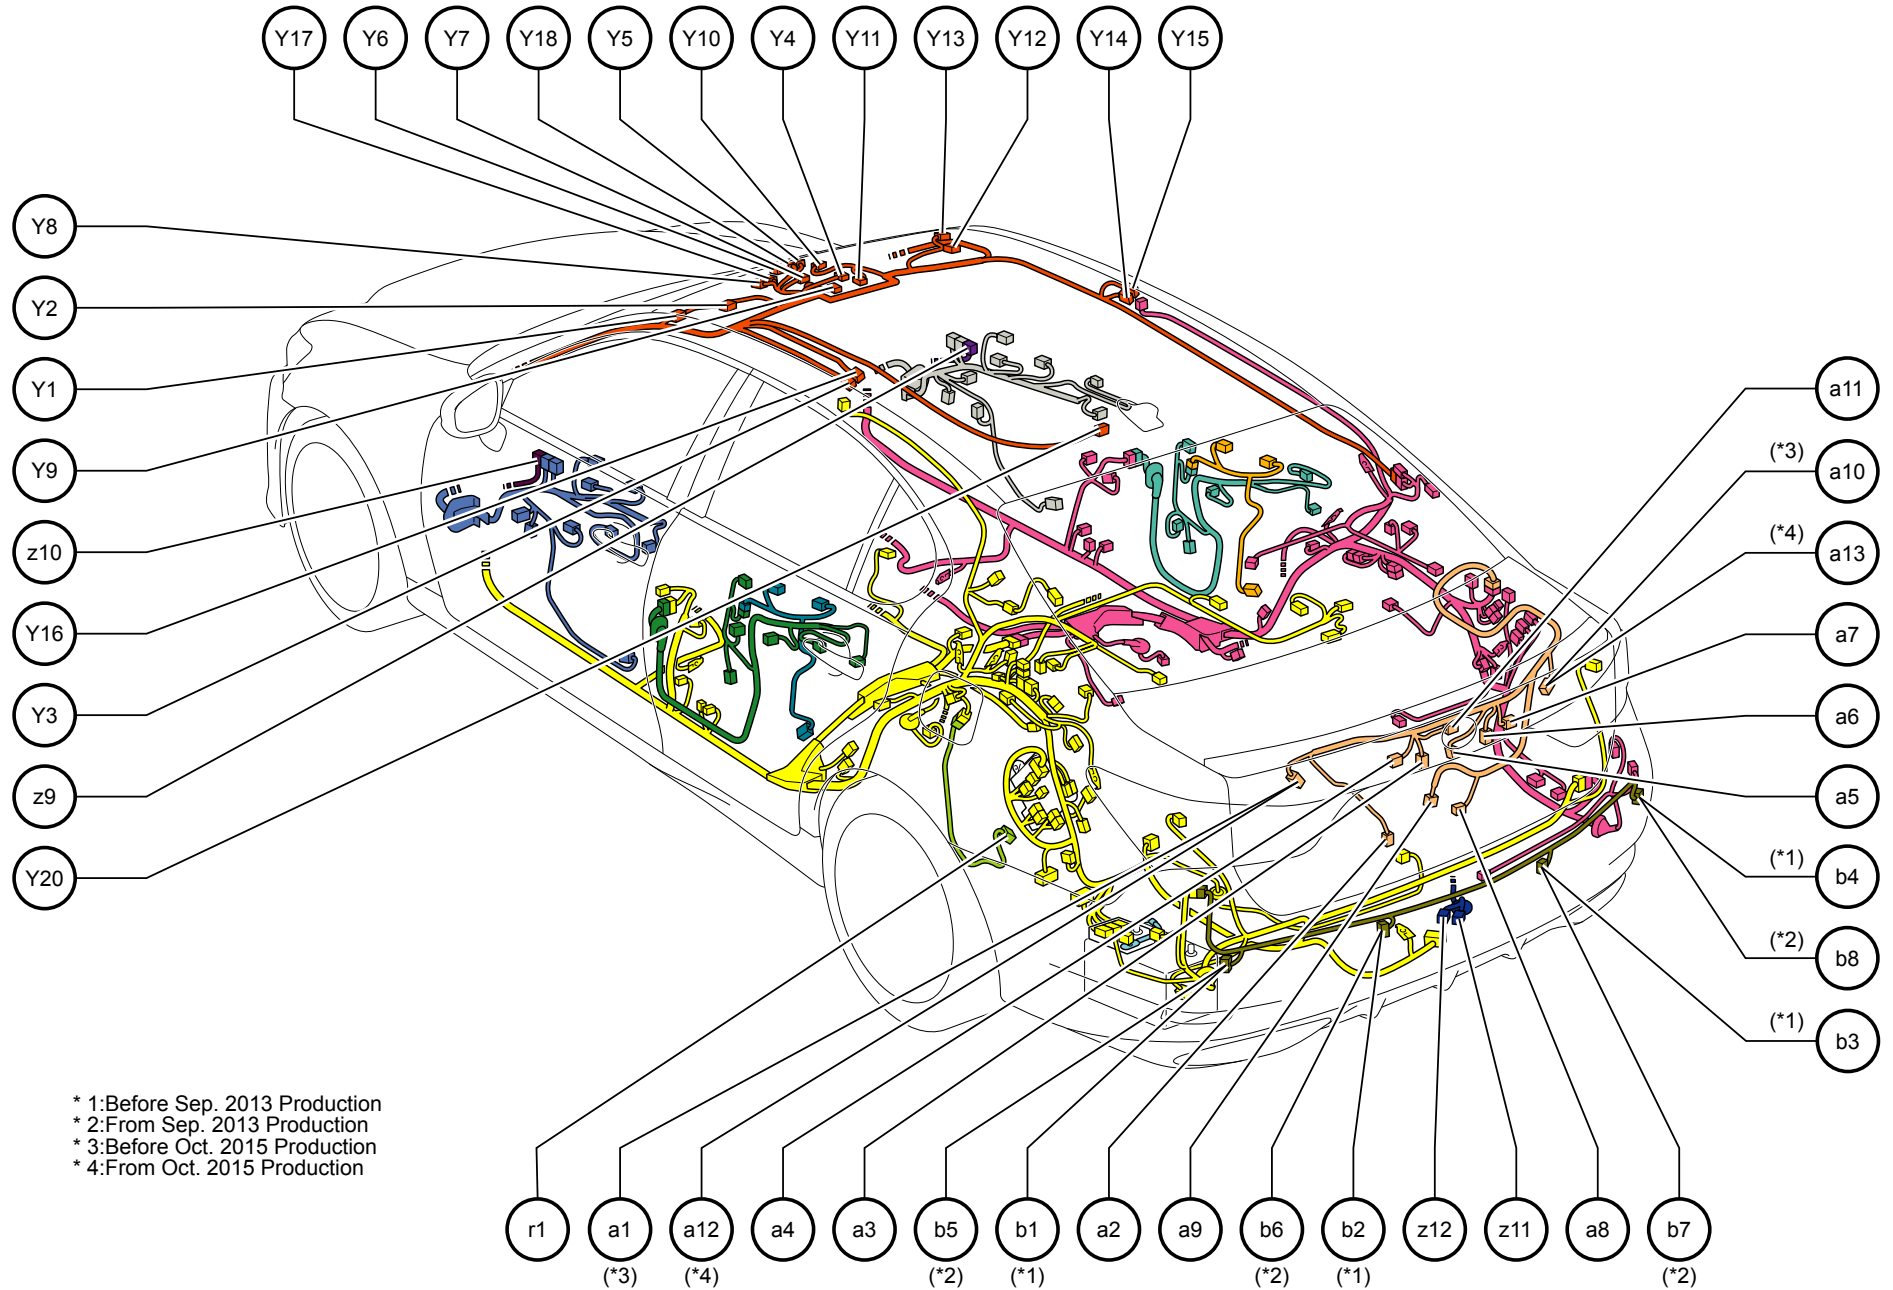 Y17 Y6 Y7 Y18 Y5 Y10 Y4 Y11 Y13 Y12 Y14 Y15
Y8
Y2
Y1
Y9
z10
Y16
Y3
z9
Y20
a11
(*3)
a10
(*4)
a13
a7
a6
a5
(*1)
b4
(*2)
b8
(*1)
b3
* 1:Before Sep. 2013 Production
* 2:From Sep. 2013 Production
* 3:Before Oct. 2015 Production
* 4:From Oct. 2015 Production
r1 a1 a12 a4 a3 b5 b1 a2 a9 b6 b2 z12 z11 a8 b7
(*3) (*4) (*2) (*1) (*2) (*1) (*2)